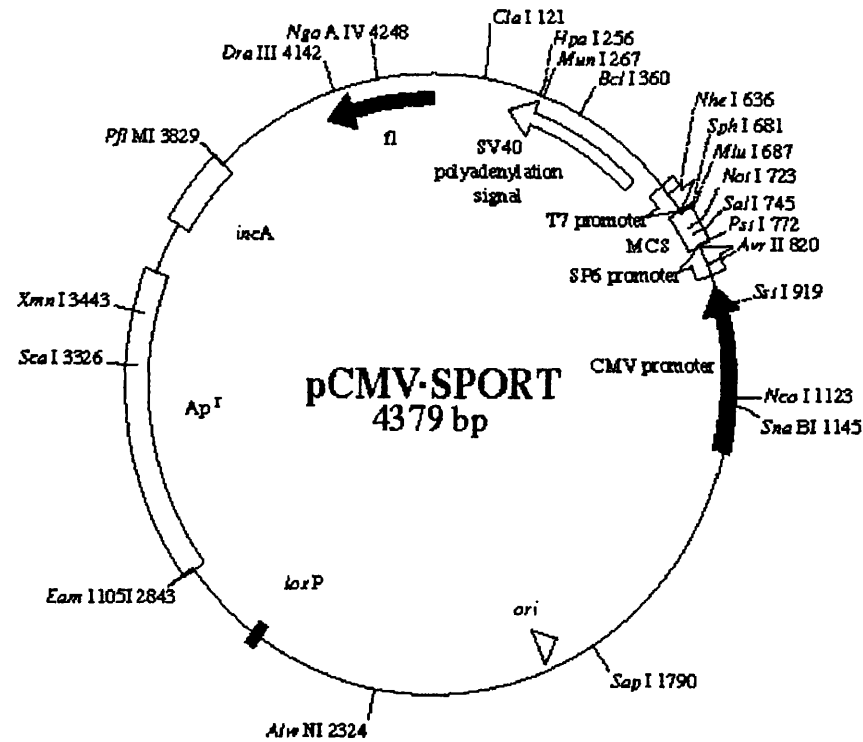 Cla I 121
Hpa I 256
Mun I 267
Bcl I 360
Nhe I 636
Sph I 681
Mlu I 687
Not I 723
Sal I 745
Pst I 772
Avr II 820
Sst I 919
Nco I 1123
Sna BI 1145
Sap I 1790
Alw NI 2324
Eam 1105I 2843
Sca I 3326
Xmn I 3443
Pfl MI 3829
Dra III 4142
Ngo A IV 4248
f1
SV40
polyadenylation
signal
T7 promoter
MCS
SP6 promoter
CMV promoter
incA
Ap r
loxP
ori
pCMV·SPORT
4379 bp